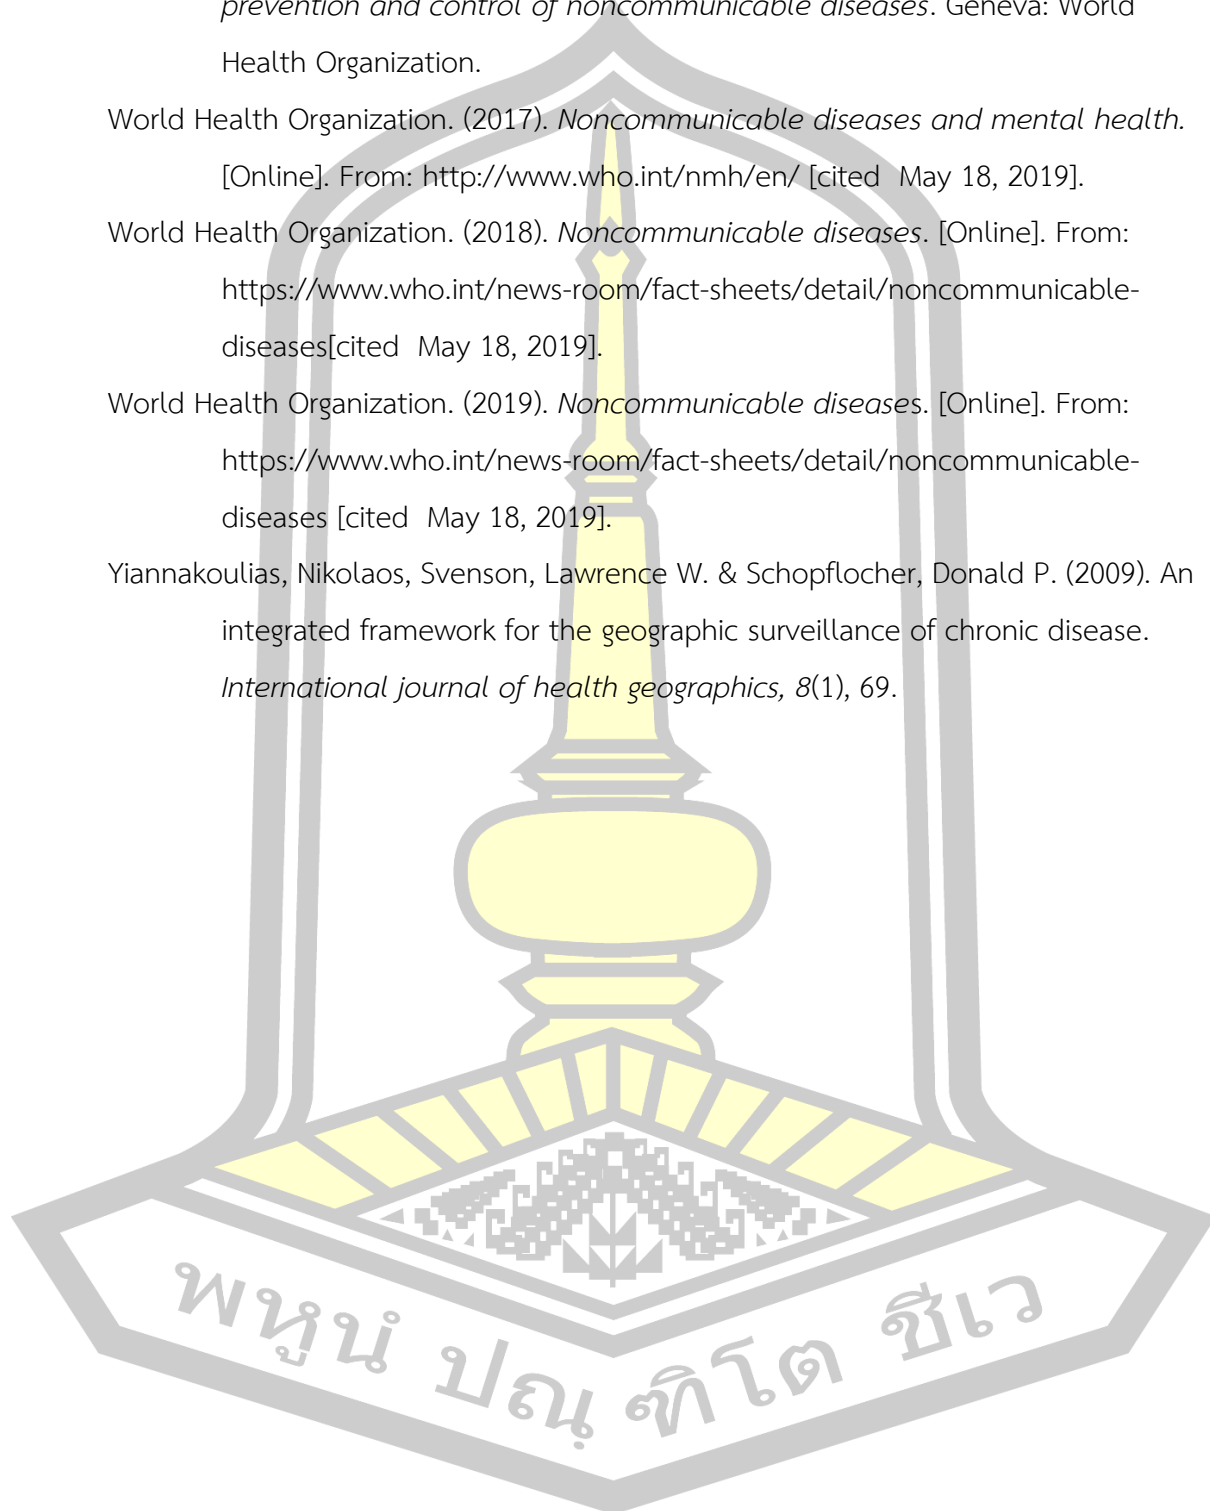 prevention and control of noncommunicable diseases. Geneva: World
Health Organization.
World Health Organization. (2017). Noncommunicable diseases and mental health.
[Online]. From: http://www.who.int/nmh/en/ [cited  May 18, 2019].
World Health Organization. (2018). Noncommunicable diseases. [Online]. From:
https://www.who.int/news-room/fact-sheets/detail/noncommunicable-
diseases[cited  May 18, 2019].
World Health Organization. (2019). Noncommunicable diseases. [Online]. From:
https://www.who.int/news-room/fact-sheets/detail/noncommunicable-
diseases [cited  May 18, 2019].
Yiannakoulias, Nikolaos, Svenson, Lawrence W. & Schopflocher, Donald P. (2009). An
integrated framework for the geographic surveillance of chronic disease.
International journal of health geographics, 8(1), 69.
พหูนํ ปณฺฑิโต ชีเว